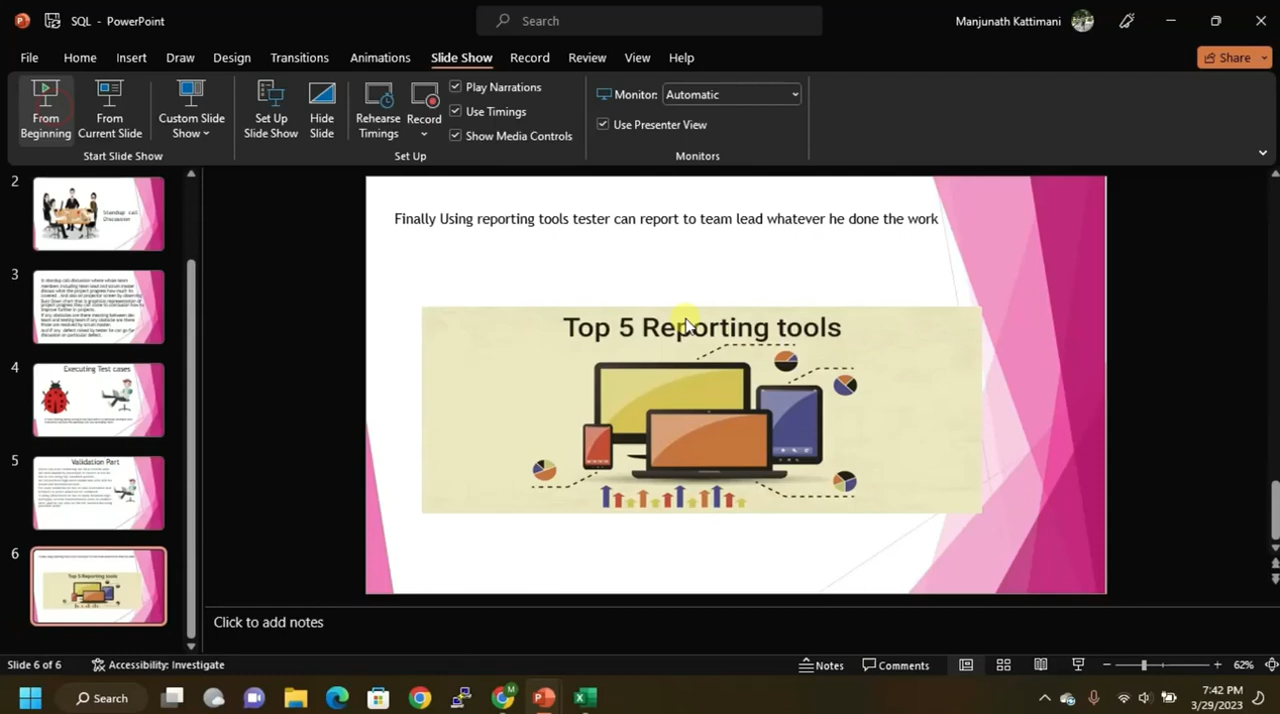 SQL - PowerPoint
Search
Manjunath Kattimani
File Home Insert Draw Design Transitions Animations Slide Show Record Review View Help
Share
From Beginning
From Current Slide
Custom Slide Show
Set Up Slide Show
Hide Slide
Rehearse Timings
Record
Play Narrations
Use Timings
Show Media Controls
Monitor: Automatic
Use Presenter View
Start Slide Show
Set Up
Monitors
2
Standup call
Discussion
3
4
Executing Test cases
5
Validation Part
6
Top 5 Reporting tools
Finally Using reporting tools tester can report to team lead whatever he done the work
Top 5 Reporting tools
Click to add notes
Slide 6 of 6
Accessibility: Investigate
Notes
Comments
62%
Search
7:42 PM
3/29/2023